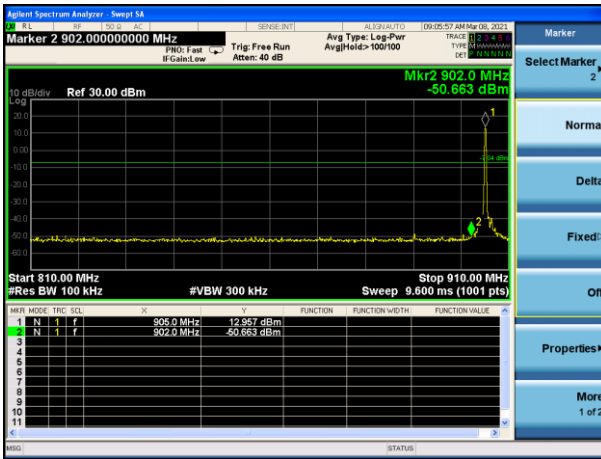 Agilent Spectrum Analyzer - Swept SA
RL RF 50 Ω AC SENSE:INT ALIGNAUTO 09:05:57 AM Mar 08, 2021
Marker 2 902.000000000 MHz
PNO: Fast
IFGain:Low
Trig: Free Run
Atten: 40 dB
Avg Type: Log-Pwr
Avg|Hold:>100/100
TRACE 1 2 3 4 5 6
TYPE M
DET P N N N N N
Mkr2 902.0 MHz
-50.663 dBm
10 dB/div Ref 30.00 dBm
Log
20.0
10.0
0.00
-10.0
-20.0
-30.0
-40.0
-50.0
-60.0
1
2
-7.04 dBm
Start 810.00 MHz Stop 910.00 MHz
#Res BW 100 kHz #VBW 300 kHz Sweep 9.600 ms (1001 pts)
MKR MODE TRC SCL X Y FUNCTION FUNCTION WIDTH FUNCTION VALUE
1 N 1 f 905.0 MHz 12.957 dBm
2 N 1 f 902.0 MHz -50.663 dBm
3
4
5
6
7
8
9
10
11
MSG STATUS
Marker
Select Marker
2
Norma
Delta
Fixed
Off
Properties
More
1 of 2